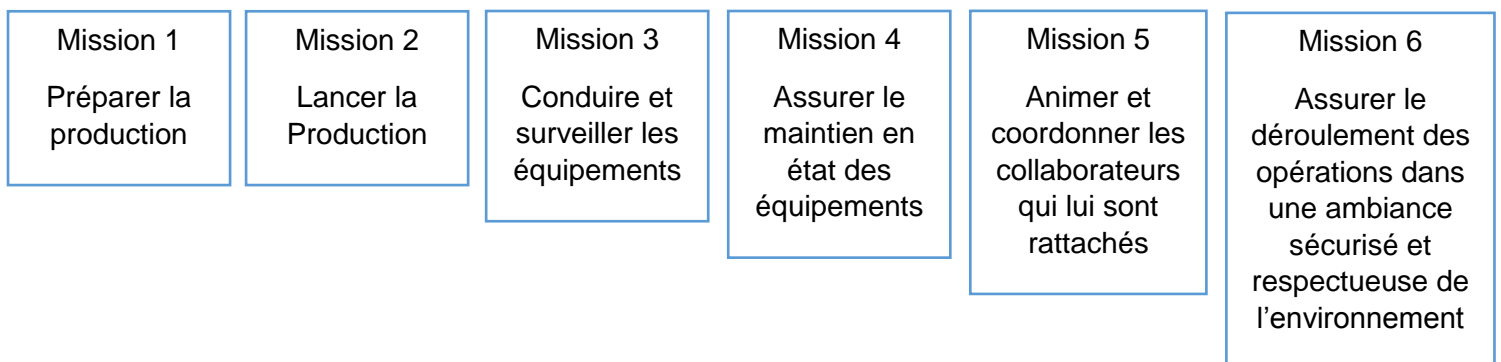 Mission 1
Préparer la
production
Mission 2
Lancer la
Production
Mission 3
Conduire et
surveiller les
équipements
Mission 4
Assurer le
maintien en
état des
équipements
Mission 5
Animer et
coordonner les
collaborateurs
qui lui sont
rattachés
Mission 6
Assurer le
déroulement des
opérations dans
une ambiance
sécurisé et
respectueuse de
l’environnement